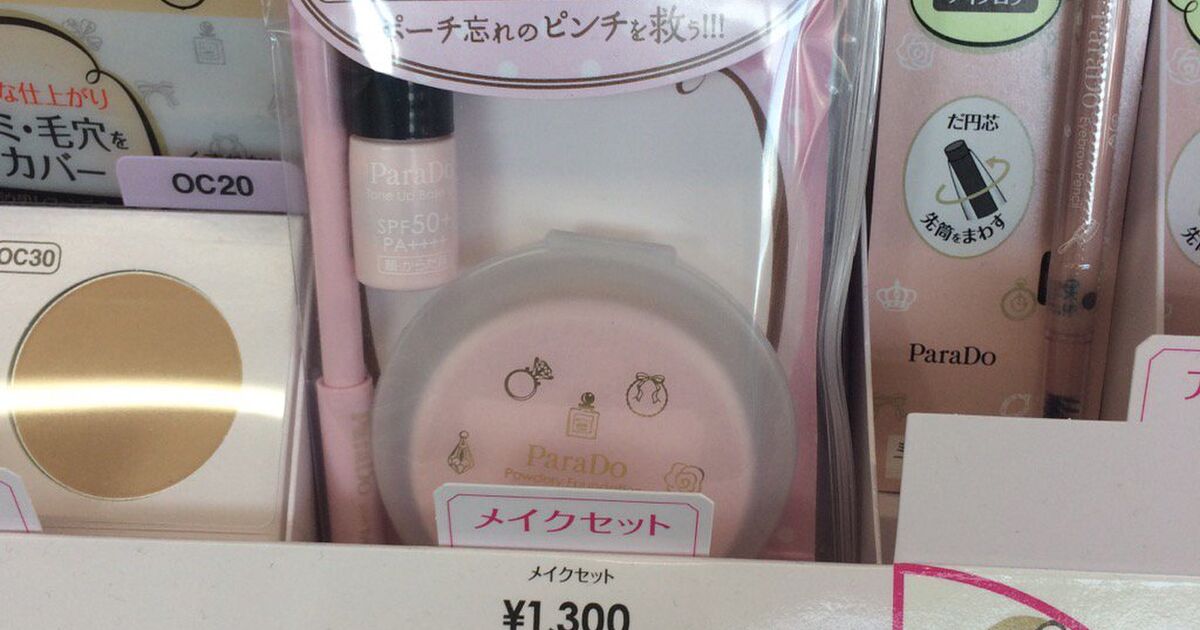 ポーチ忘れのピンチを救う!!!
な仕上がり
ミ・毛穴を
カバー
OC20
OC30
ParaDo
SPF50+
PA++++
ParaDo
Powdery Foundation
メイクセット
メイクセット
¥1,300
だ円芯
先筒をまわす
ParaDo
ParaDo Eyebrow Pencil